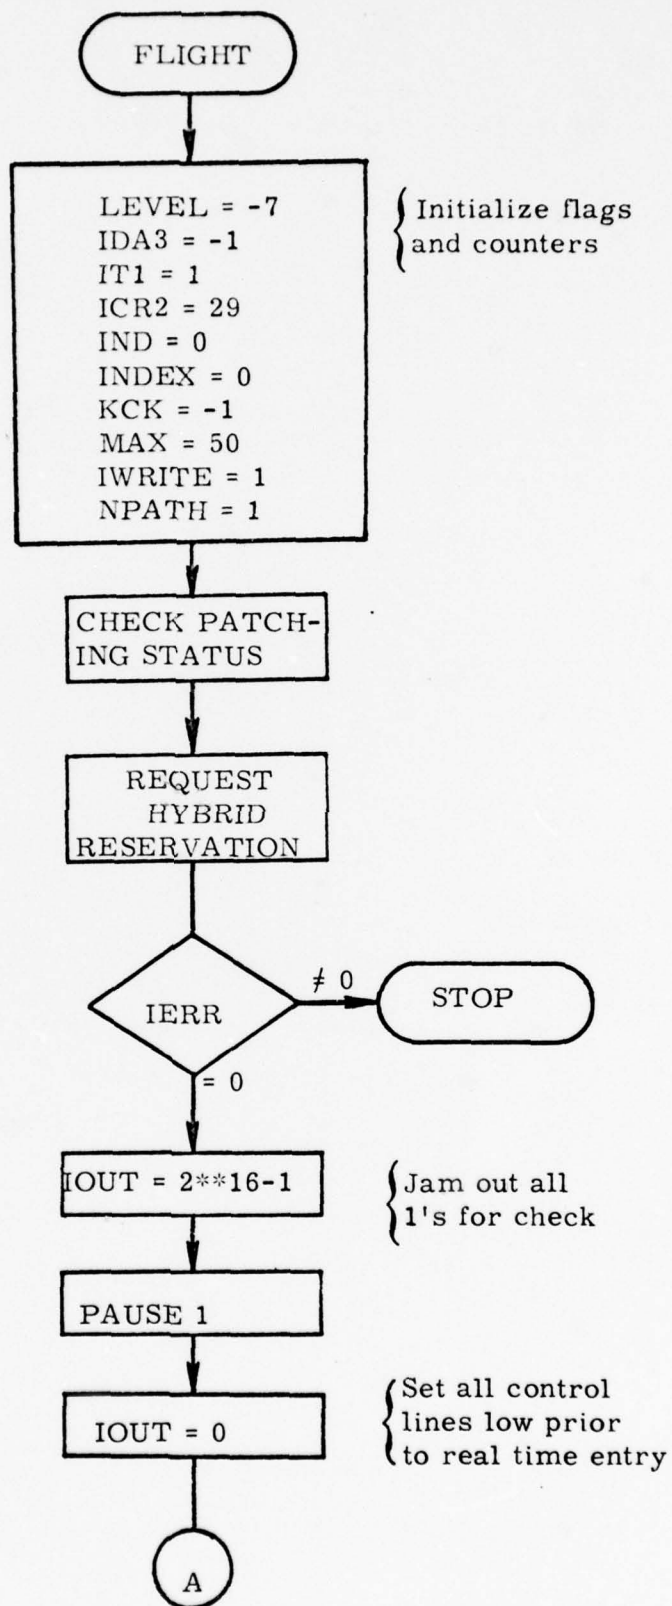 FLIGHT
LEVEL = -7
IDA3 = -1
IT1 = 1
ICR2 = 29
IND = 0
INDEX = 0
KCK = -1
MAX = 50
IWRITE = 1
NPATH = 1
Initialize flags
and counters
CHECK PATCH-
ING STATUS
REQUEST
HYBRID
RESERVATION
IERR
≠ 0
STOP
= 0
IOUT = 2**16-1
Jam out all
1's for check
PAUSE 1
IOUT = 0
Set all control
lines low prior
to real time entry
A